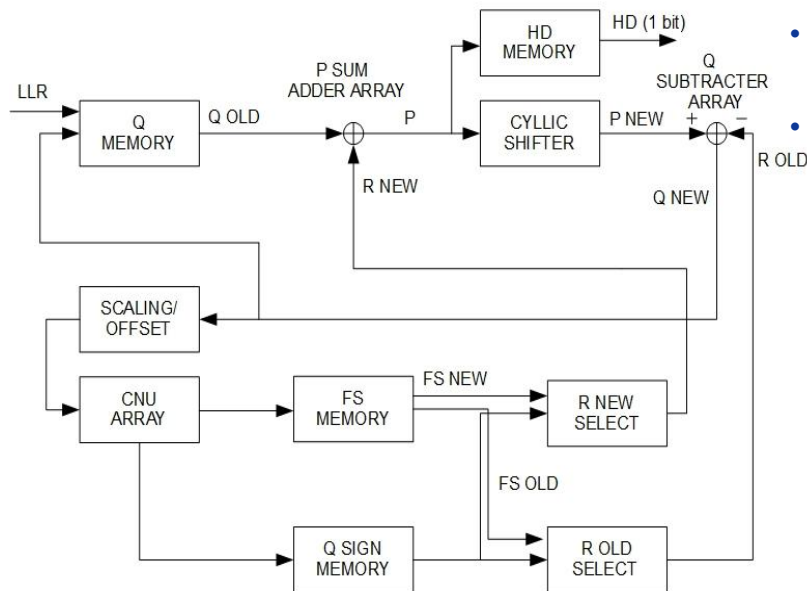 HD
MEMORY
HD (1 bit)
P SUM
ADDER ARRAY
Q
SUBTRACTER
ARRAY
LLR
Q
MEMORY
Q OLD
P
CYLLIC
SHIFTER
P NEW
+
−
R OLD
R NEW
Q NEW
SCALING/
OFFSET
CNU
ARRAY
FS
MEMORY
FS NEW
R NEW
SELECT
FS OLD
Q SIGN
MEMORY
R OLD
SELECT